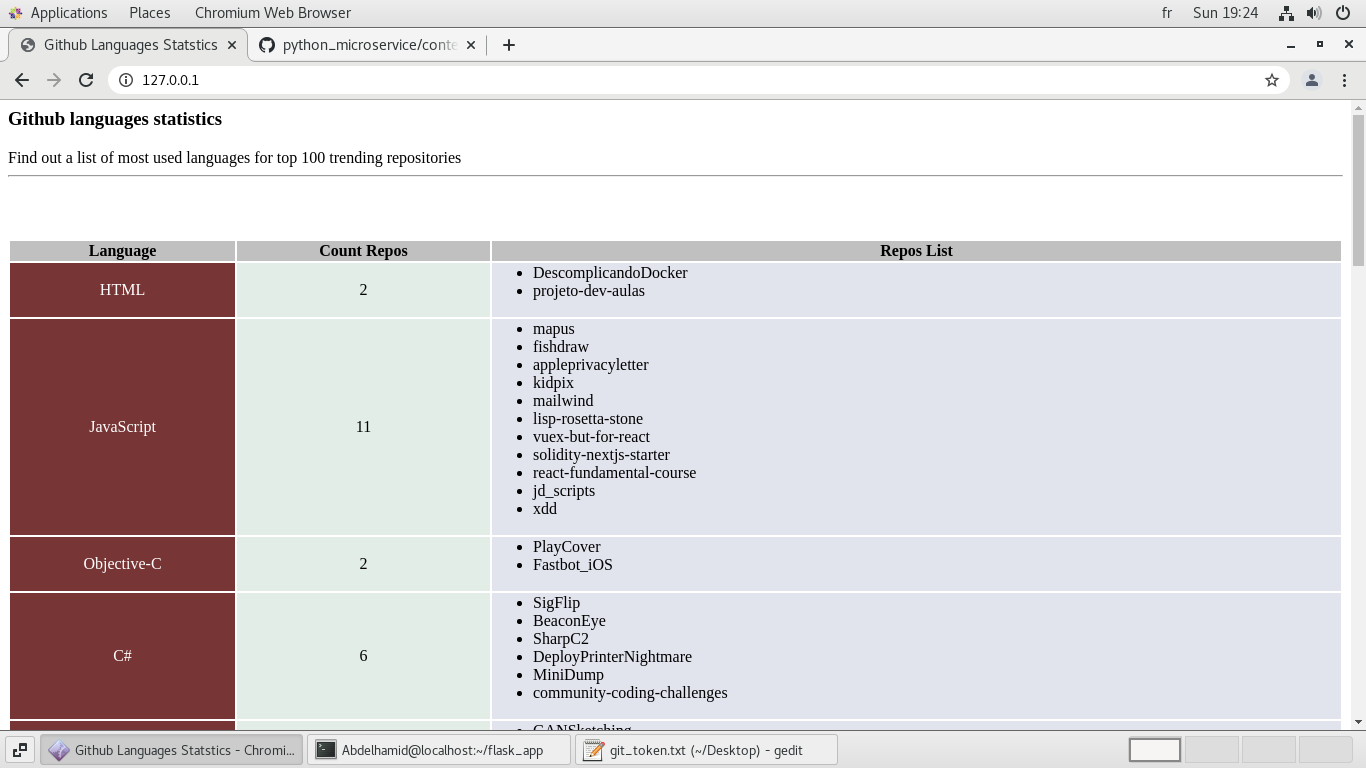 Applications Places Chromium Web Browser fr Sun 19:24
Github Languages Statstics python_microservice/conte
127.0.0.1
Github languages statistics
Find out a list of most used languages for top 100 trending repositories
Language Count Repos Repos List
HTML 2
DescomplicandoDocker
projeto-dev-aulas
JavaScript 11
mapus
fishdraw
appleprivacyletter
kidpix
mailwind
lisp-rosetta-stone
vuex-but-for-react
solidity-nextjs-starter
react-fundamental-course
jd_scripts
xdd
Objective-C 2
PlayCover
Fastbot_iOS
C# 6
SigFlip
BeaconEye
SharpC2
DeployPrinterNightmare
MiniDump
community-coding-challenges
GANSketching
Github Languages Statstics - Chromi... Abdelhamid@localhost:~/flask_app git_token.txt (~/Desktop) - gedit